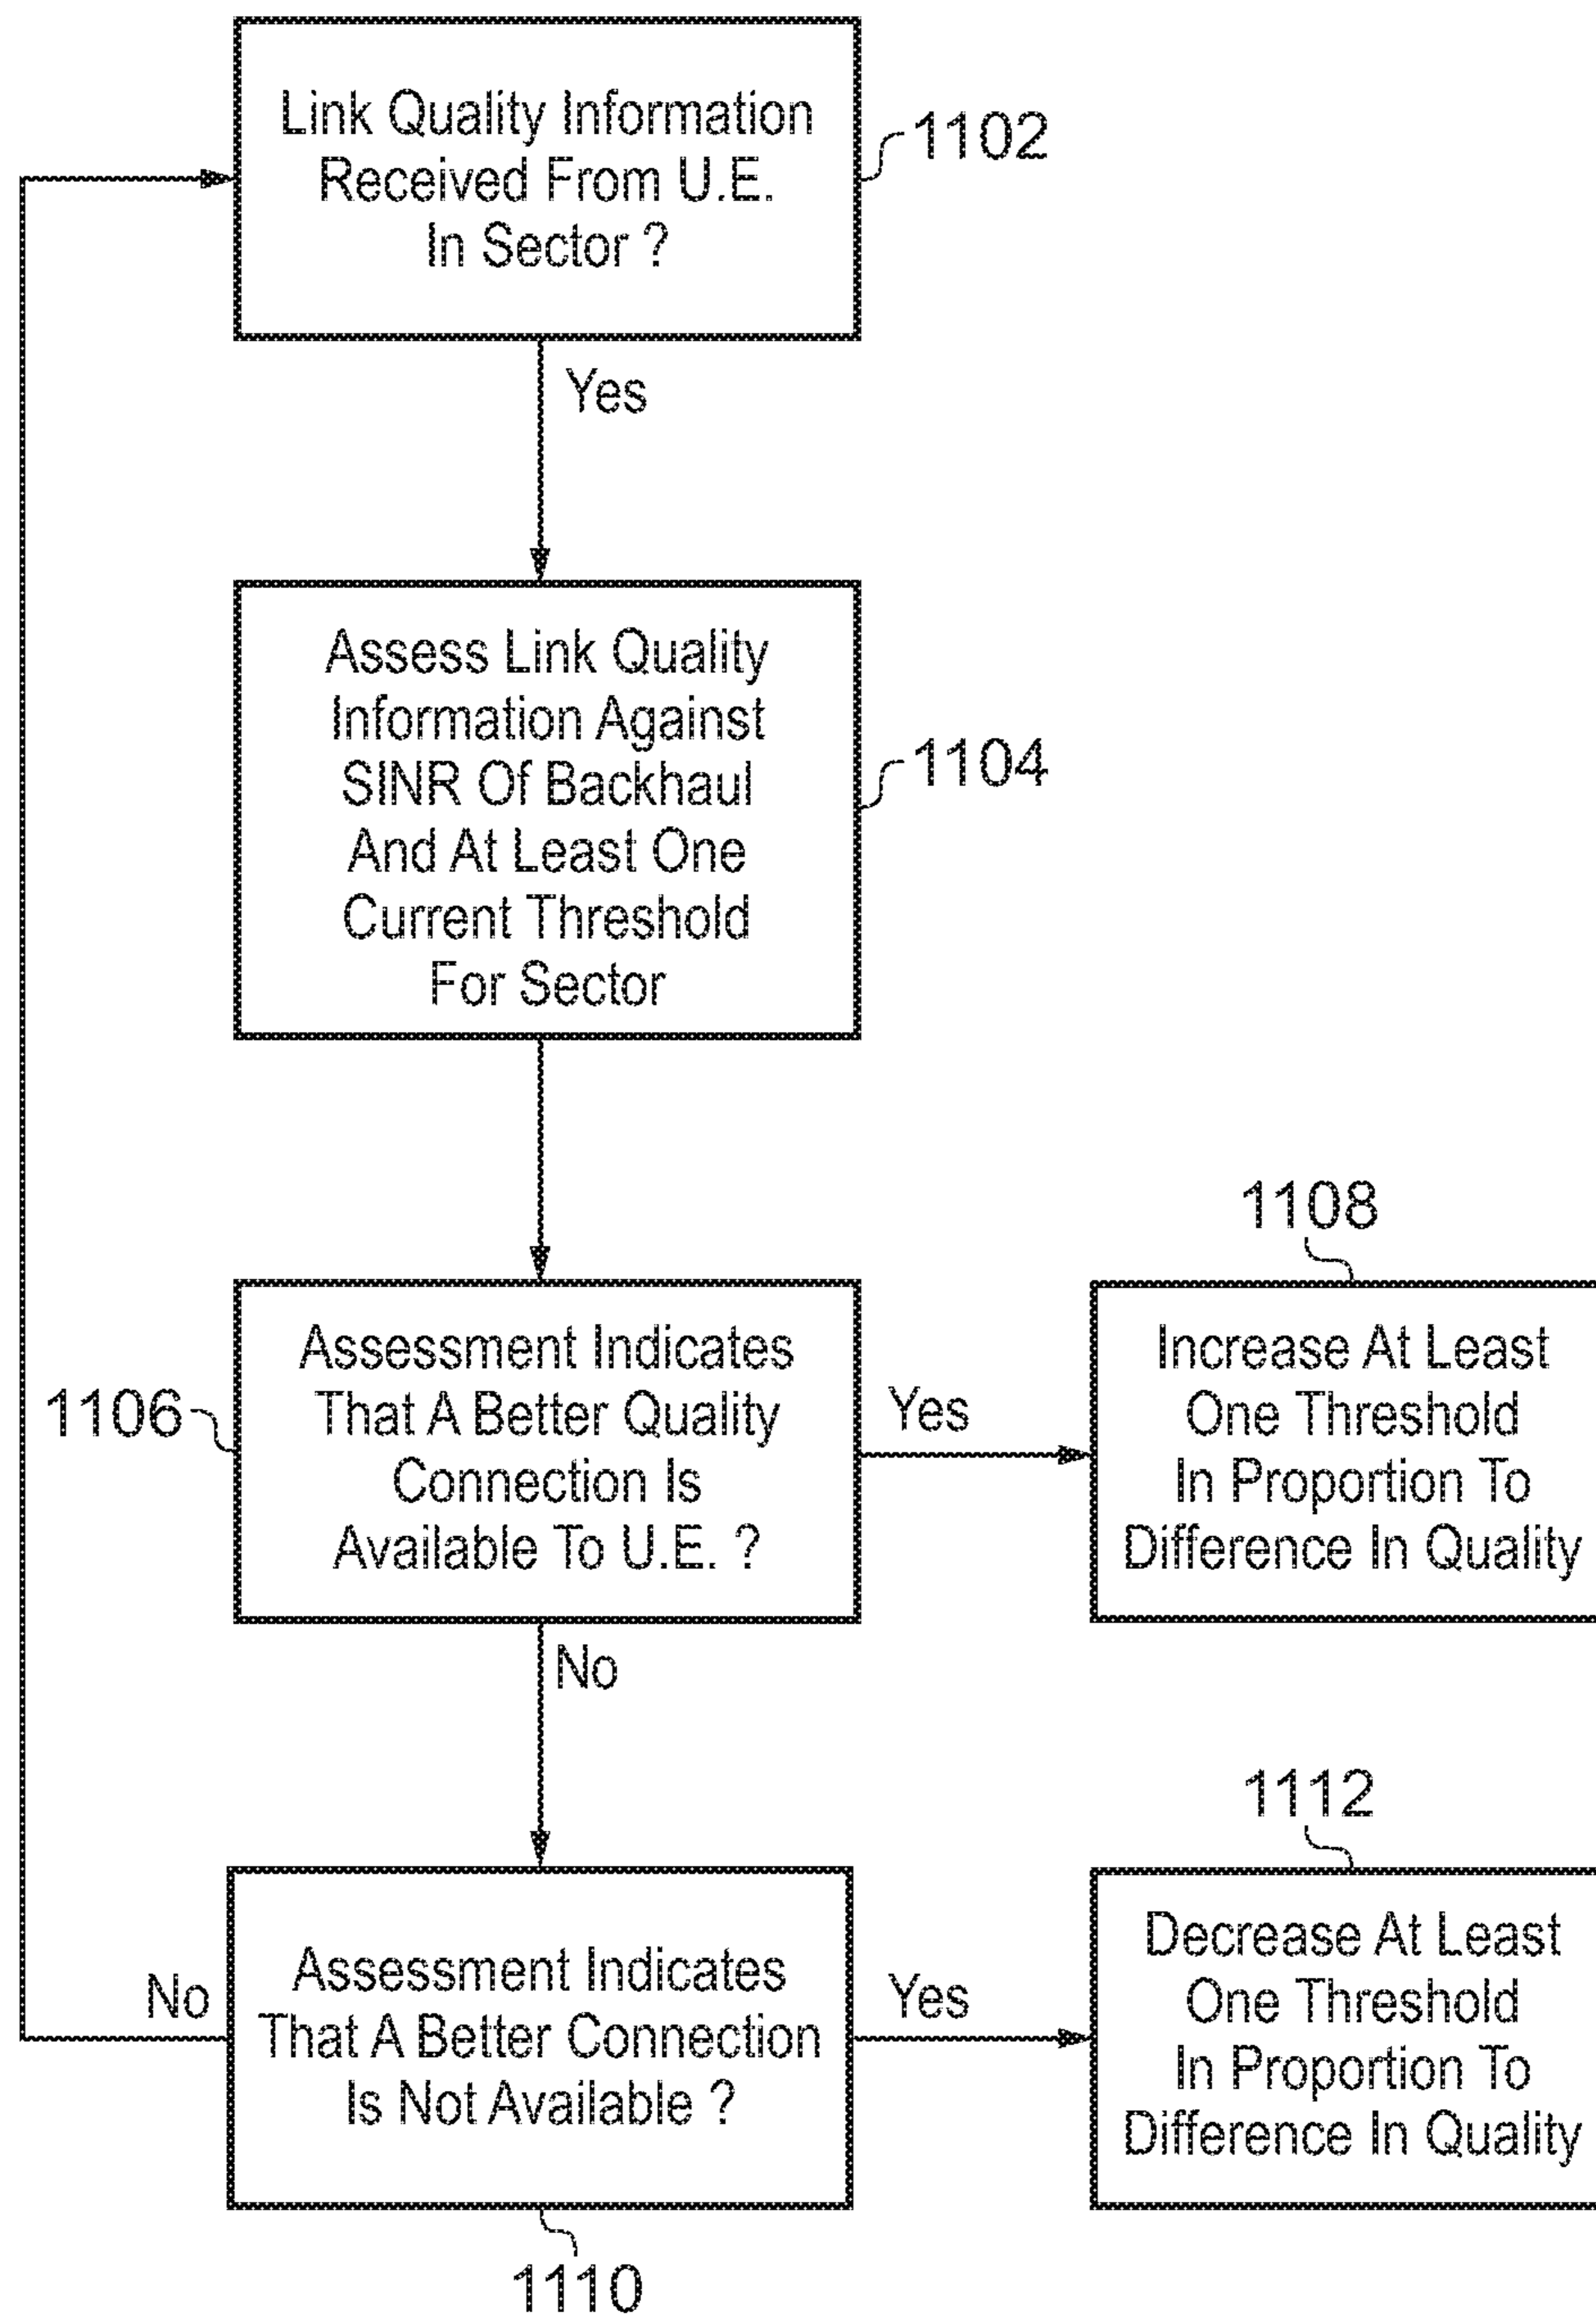 Link Quality Information
Received From U.E.
In Sector ?
1102
Yes
Assess Link Quality
Information Against
SINR Of Backhaul
And At Least One
Current Threshold
For Sector
1104
1106
Assessment Indicates
That A Better Quality
Connection Is
Available To U.E. ?
Yes
1108
Increase At Least
One Threshold
In Proportion To
Difference In Quality
No
Assessment Indicates
That A Better Connection
Is Not Available ?
1110
No
Yes
1112
Decrease At Least
One Threshold
In Proportion To
Difference In Quality